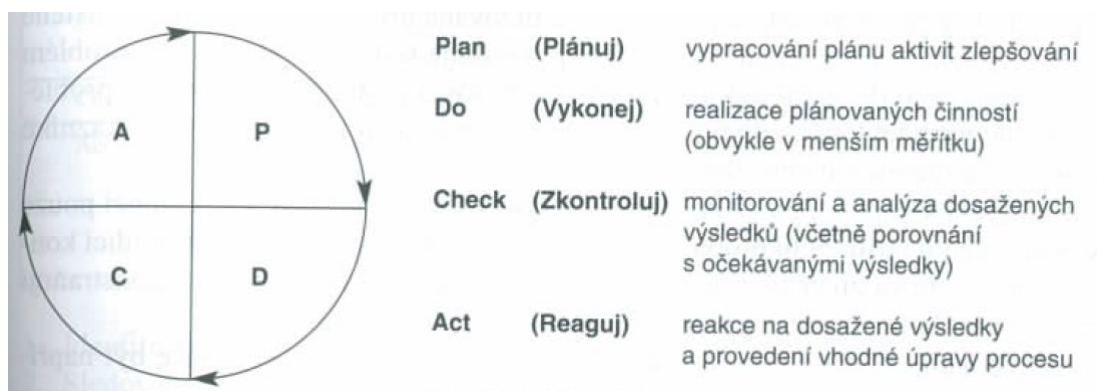 A
P
C
D
Plan (Plánuj) vypracování plánu aktivit zlepšování
Do (Vykonej) realizace plánovaných činností
(obvykle v menším měřítku)
Check (Zkontroluj) monitorování a analýza dosažených
výsledků (včetně porovnání
s očekávanými výsledky)
Act (Reaguj) reakce na dosažené výsledky
a provedení vhodné úpravy procesu